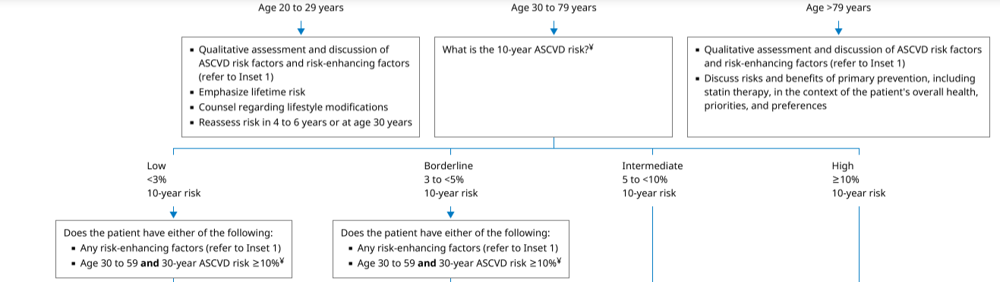 Age 20 to 29 years
Age 30 to 79 years
Age >79 years
▪ Qualitative assessment and discussion of
ASCVD risk factors and risk-enhancing factors
(refer to Inset 1)
▪ Emphasize lifetime risk
▪ Counsel regarding lifestyle modifications
▪ Reassess risk in 4 to 6 years or at age 30 years
What is the 10-year ASCVD risk?¥
▪ Qualitative assessment and discussion of ASCVD risk factors
and risk-enhancing factors (refer to Inset 1)
▪ Discuss risks and benefits of primary prevention, including
statin therapy, in the context of the patient's overall health,
priorities, and preferences
Low
<3%
10-year risk
Borderline
3 to <5%
10-year risk
Intermediate
5 to <10%
10-year risk
High
≥10%
10-year risk
Does the patient have either of the following:
▪ Any risk-enhancing factors (refer to Inset 1)
▪ Age 30 to 59 and 30-year ASCVD risk ≥10%¥
Does the patient have either of the following:
▪ Any risk-enhancing factors (refer to Inset 1)
▪ Age 30 to 59 and 30-year ASCVD risk ≥10%¥